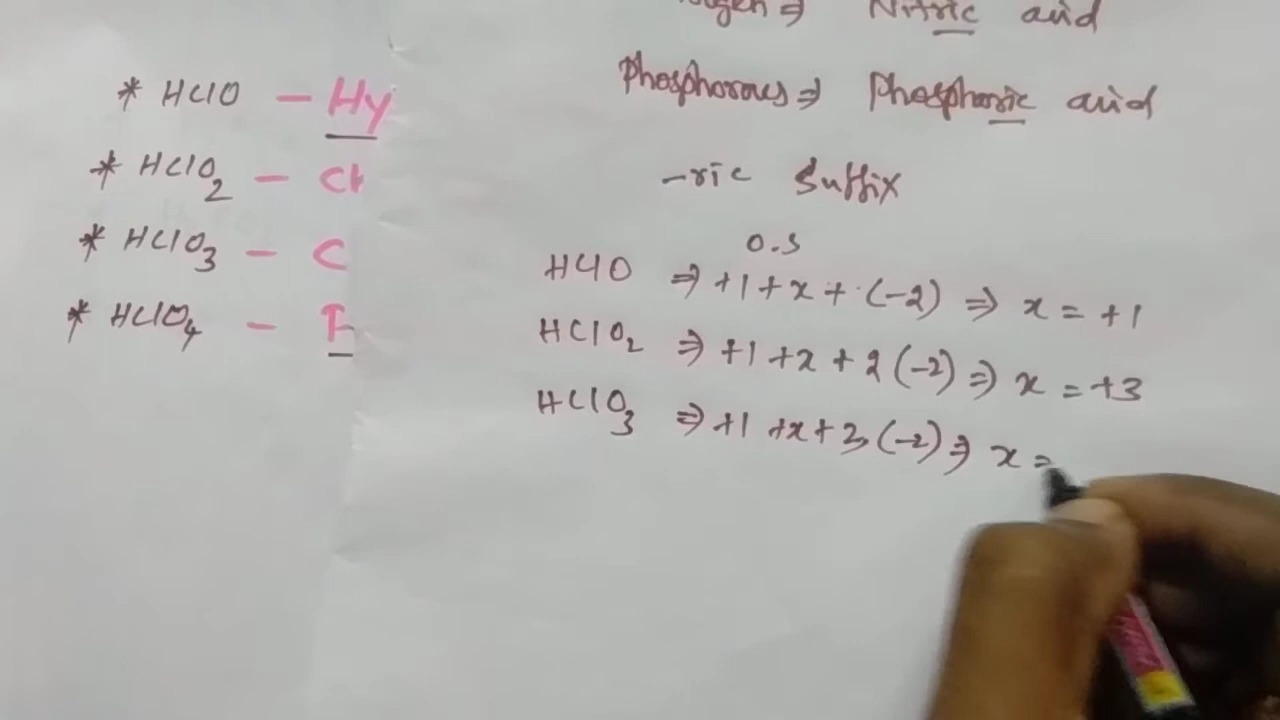 Nitric acid
Phosphorous ⇒ Phosphoric acid
-ric Suffix
* HClO - Hy
* HClO2 - Ch
* HClO3 - C
* HClO4 -
O.S
HClO ⇒ +1 + x + (-2) ⇒ x = +1
HClO2 ⇒ +1 + x + 2(-2) ⇒ x = +3
HClO3 ⇒ +1 + x + 3(-2) ⇒ x =